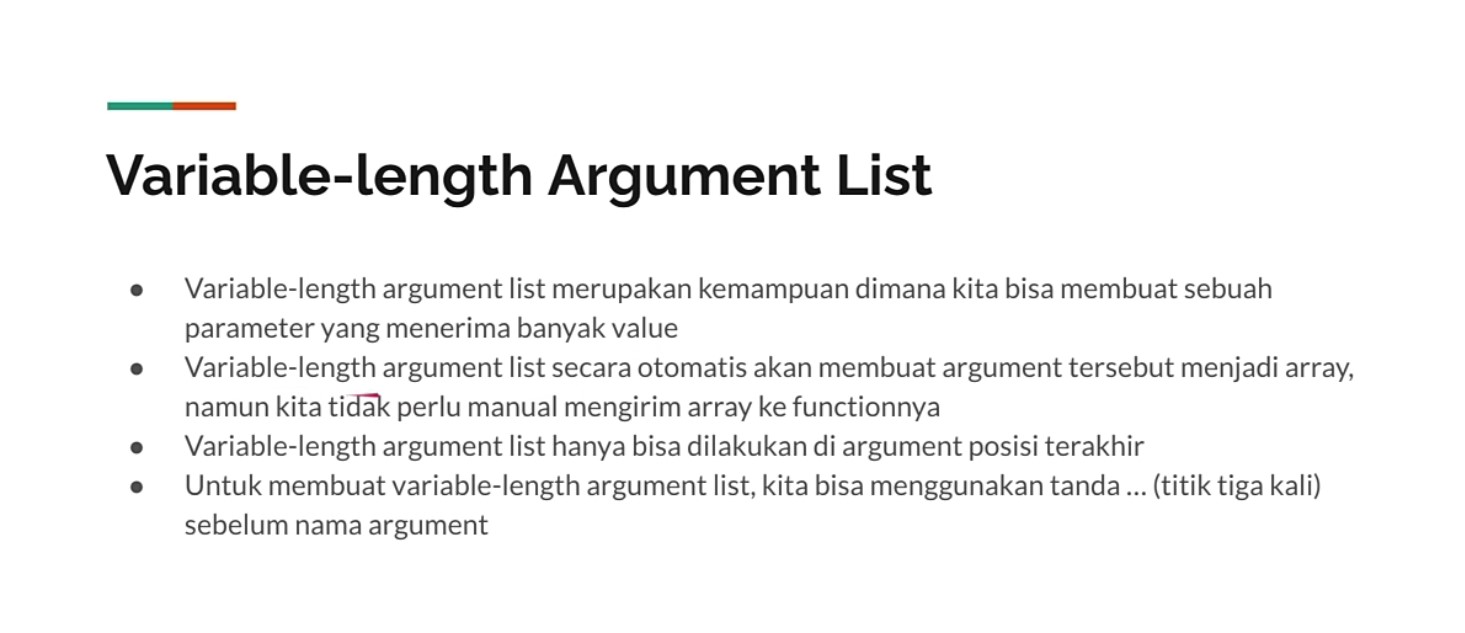 Variable-length Argument List
● Variable-length argument list merupakan kemampuan dimana kita bisa membuat sebuah
parameter yang menerima banyak value
● Variable-length argument list secara otomatis akan membuat argument tersebut menjadi array,
namun kita tidak perlu manual mengirim array ke functionnya
● Variable-length argument list hanya bisa dilakukan di argument posisi terakhir
● Untuk membuat variable-length argument list, kita bisa menggunakan tanda … (titik tiga kali)
sebelum nama argument